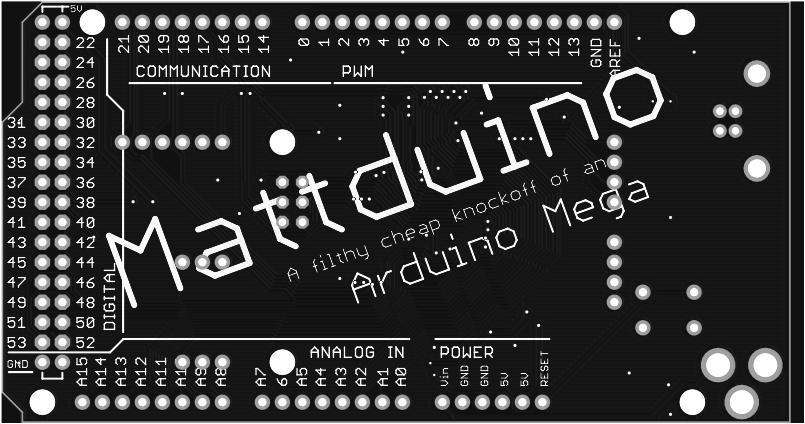 5V
21 20 19 18 17 16 15 14 0 1 2 3 4 5 6 7 8 9 10 11 12 13 GND AREF
COMMUNICATION PWM
22
24
26
28
31 30
33 32
35 34
37 36
39 38
41 40
43 42
45 44
47 46
49 48
51 50
53 52
GND
DIGITAL
Mattduino
A filthy cheap knockoff of an
Arduino Mega
ANALOG IN POWER
A15 A14 A13 A12 A11 A9 A8 A7 A5 A4 A3 A2 A1 A0 Vin GND GND 5V 5V RESET